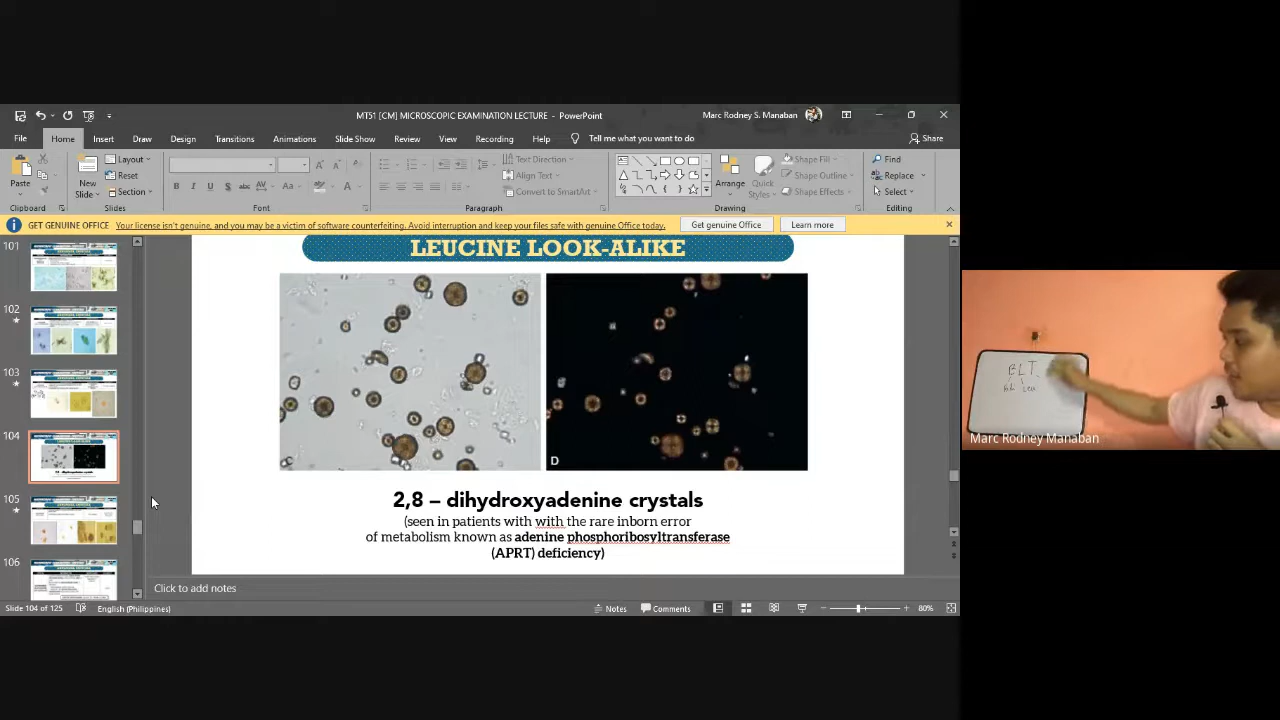 MT51 [CM] MICROSCOPIC EXAMINATION LECTURE - PowerPoint
Marc Rodney S. Manaban
File Home Insert Draw Design Transitions Animations Slide Show Review View Recording Help Tell me what you want to do
Share
Paste
Clipboard
New Slide
Layout
Reset
Section
Slides
B I U S abc AV Aa A
Font
Text Direction
Align Text
Convert to SmartArt
Paragraph
Arrange
Quick Styles
Shape Fill
Shape Outline
Shape Effects
Drawing
Find
Replace
Select
Editing
GET GENUINE OFFICE Your license isn't genuine, and you may be a victim of software counterfeiting. Avoid interruption and keep your files safe with genuine Office today. Get genuine Office Learn more
101
102
103
104
105
106
LEUCINE LOOK-ALIKE
C
D
2,8 – dihydroxyadenine crystals
(seen in patients with with the rare inborn error
of metabolism known as adenine phosphoribosyltransferase
(APRT) deficiency)
Click to add notes
Slide 104 of 125 English (Philippines) Notes Comments 80%
BLT
Marc Rodney Manaban